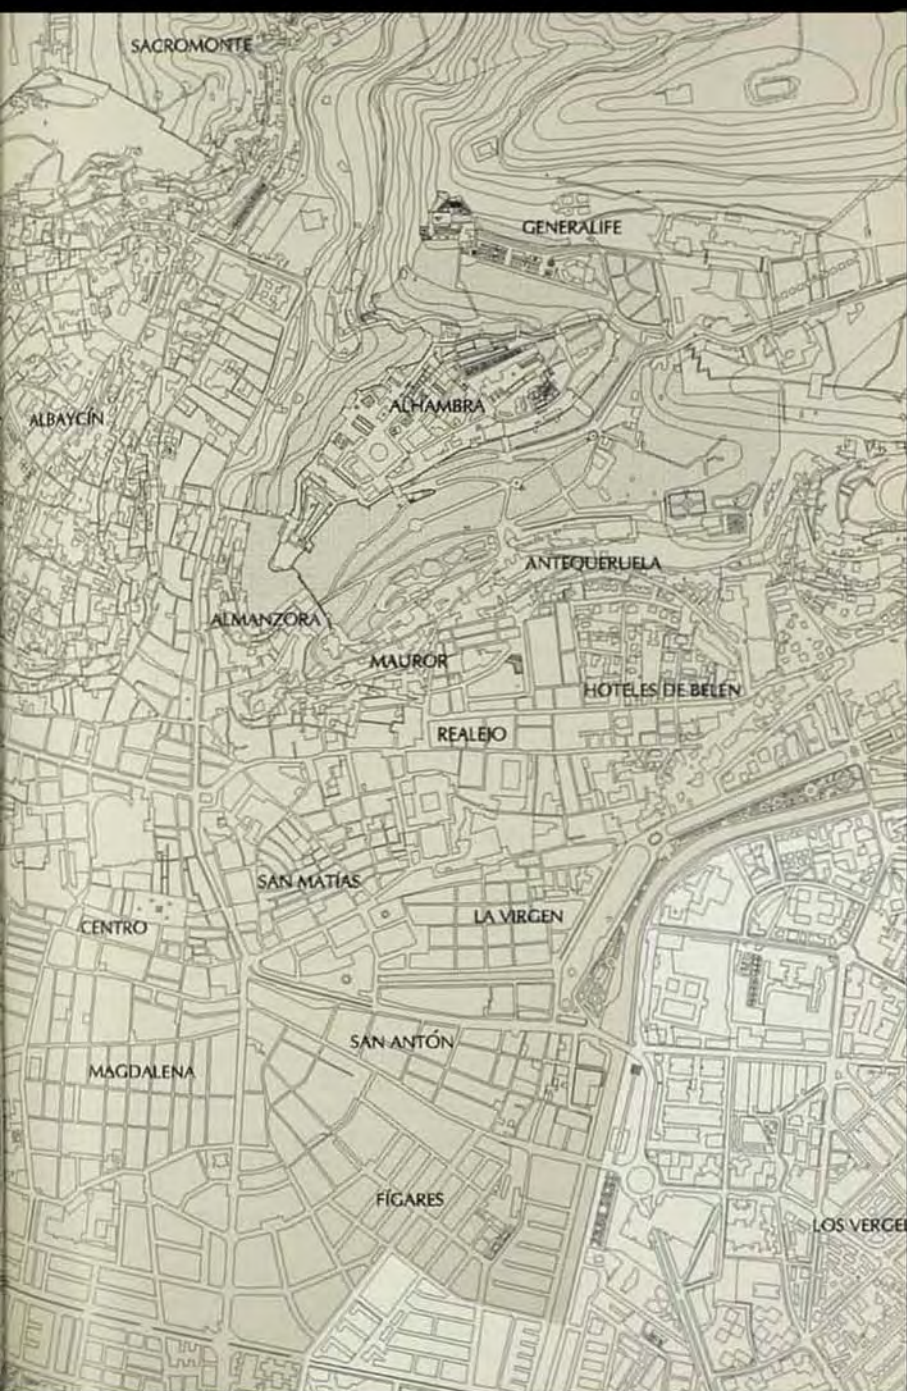 SACROMONTE
GENERALIFE
ALHAMBRA
ALBAYCÍN
ANTEQUERUELA
ALMANZORA
MAUROR
HOTELES DE BELÉN
REALEJO
SAN MATÍAS
LA VIRGEN
CENTRO
SAN ANTÓN
MAGDALENA
FÍGARES
LOS VERGEL